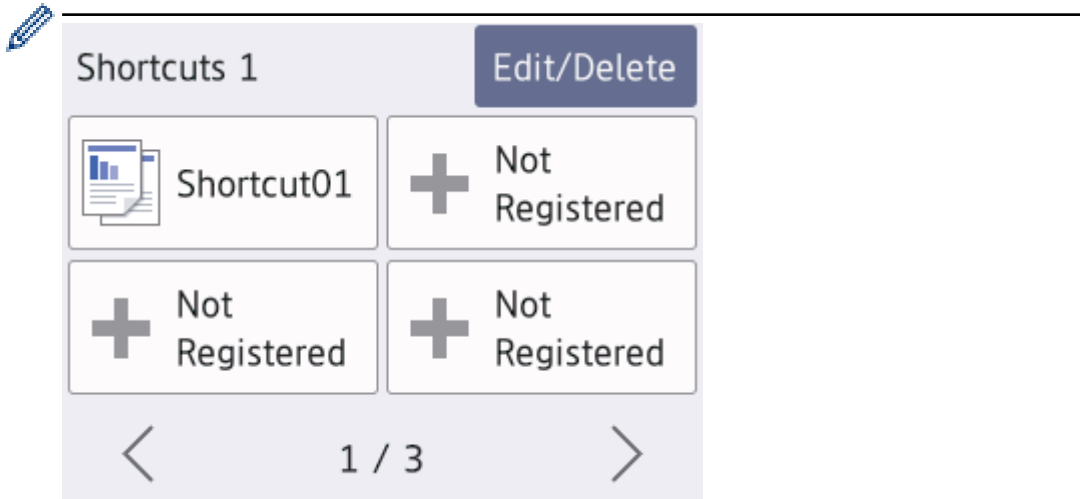 Shortcuts 1
Edit/Delete
Shortcut01
Not
Registered
Not
Registered
Not
Registered
1 / 3